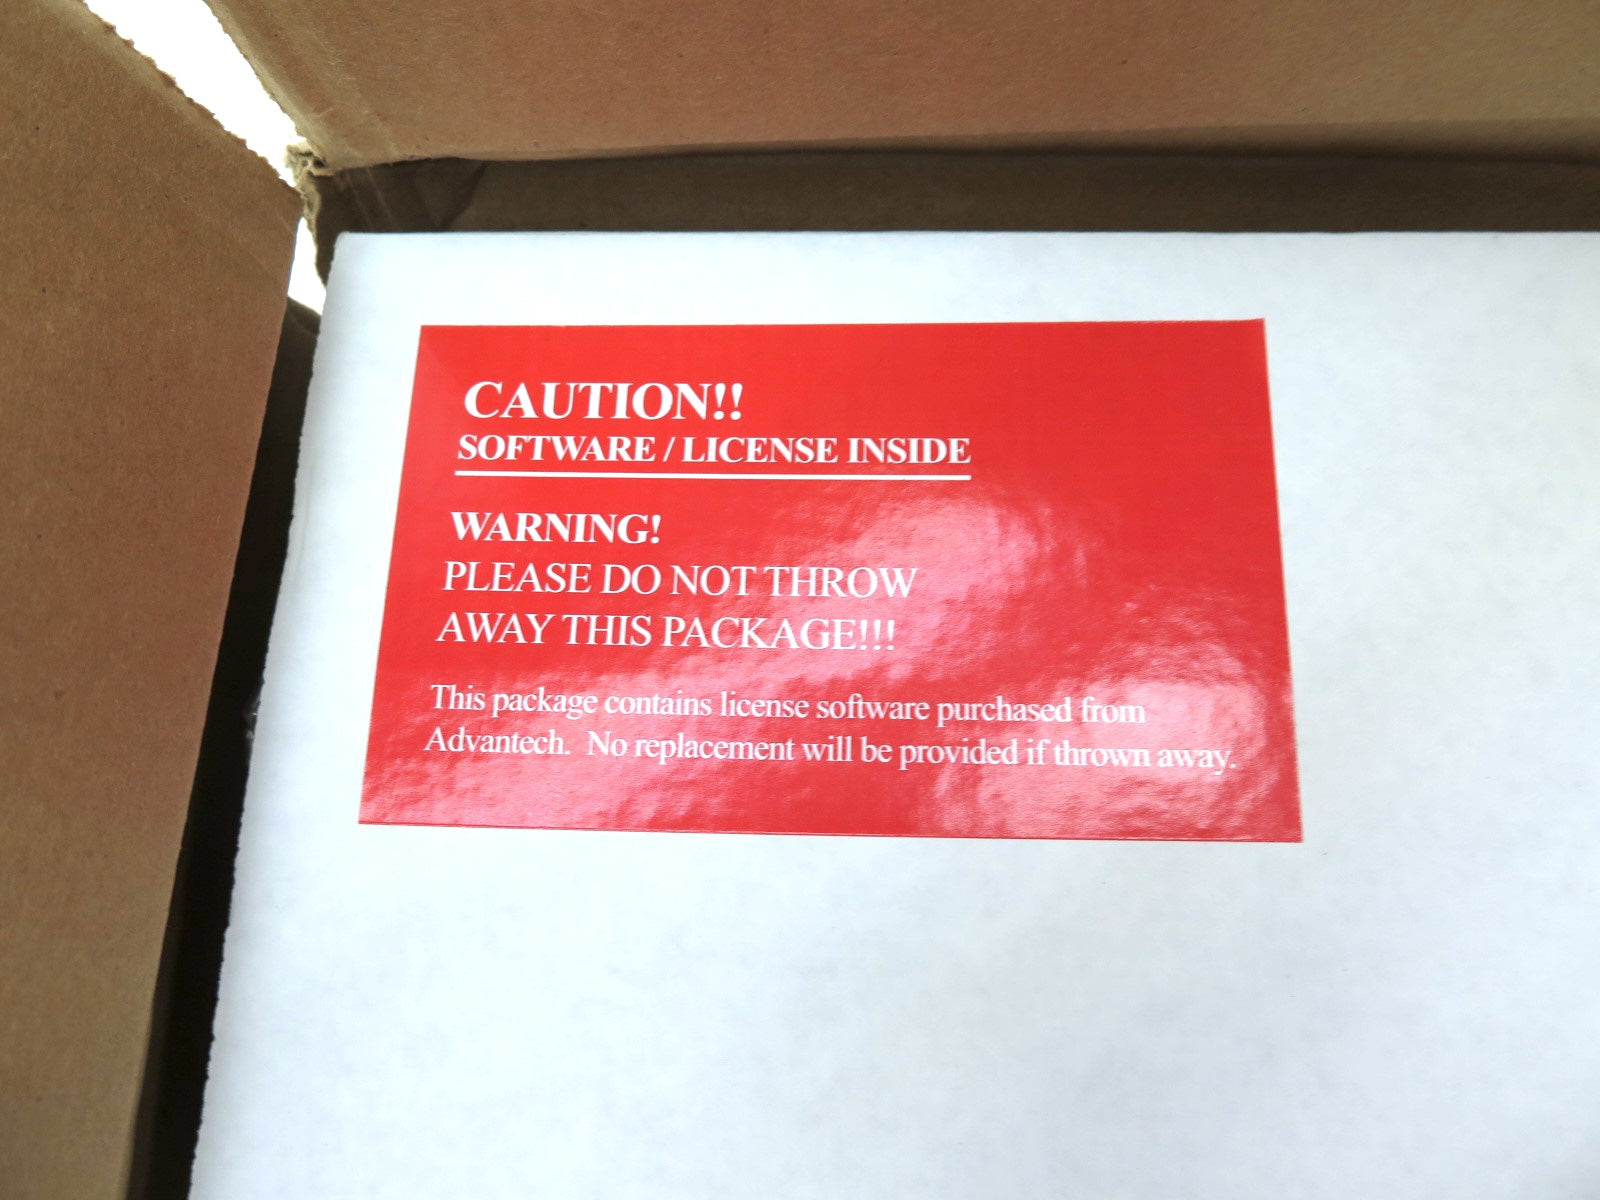 CAUTION!!
SOFTWARE / LICENSE INSIDE
WARNING!
PLEASE DO NOT THROW
AWAY THIS PACKAGE!!!
This package contains license software purchased from
Advantech.  No replacement will be provided if thrown away.